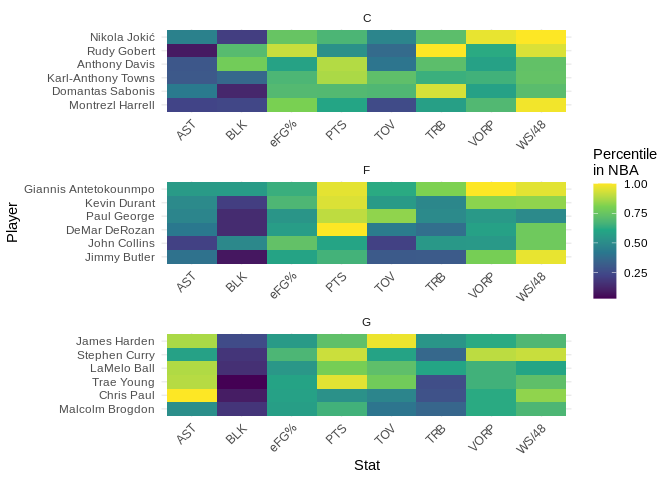 C
Nikola Jokić
Rudy Gobert
Anthony Davis
Karl-Anthony Towns
Domantas Sabonis
Montrezl Harrell
AST BLK eFG% PTS TOV TRB VORP WS/48
F
Giannis Antetokounmpo
Kevin Durant
Paul George
DeMar DeRozan
John Collins
Jimmy Butler
AST BLK eFG% PTS TOV TRB VORP WS/48
G
James Harden
Stephen Curry
LaMelo Ball
Trae Young
Chris Paul
Malcolm Brogdon
AST BLK eFG% PTS TOV TRB VORP WS/48
Stat
Player
Percentile
in NBA
1.00
0.75
0.50
0.25